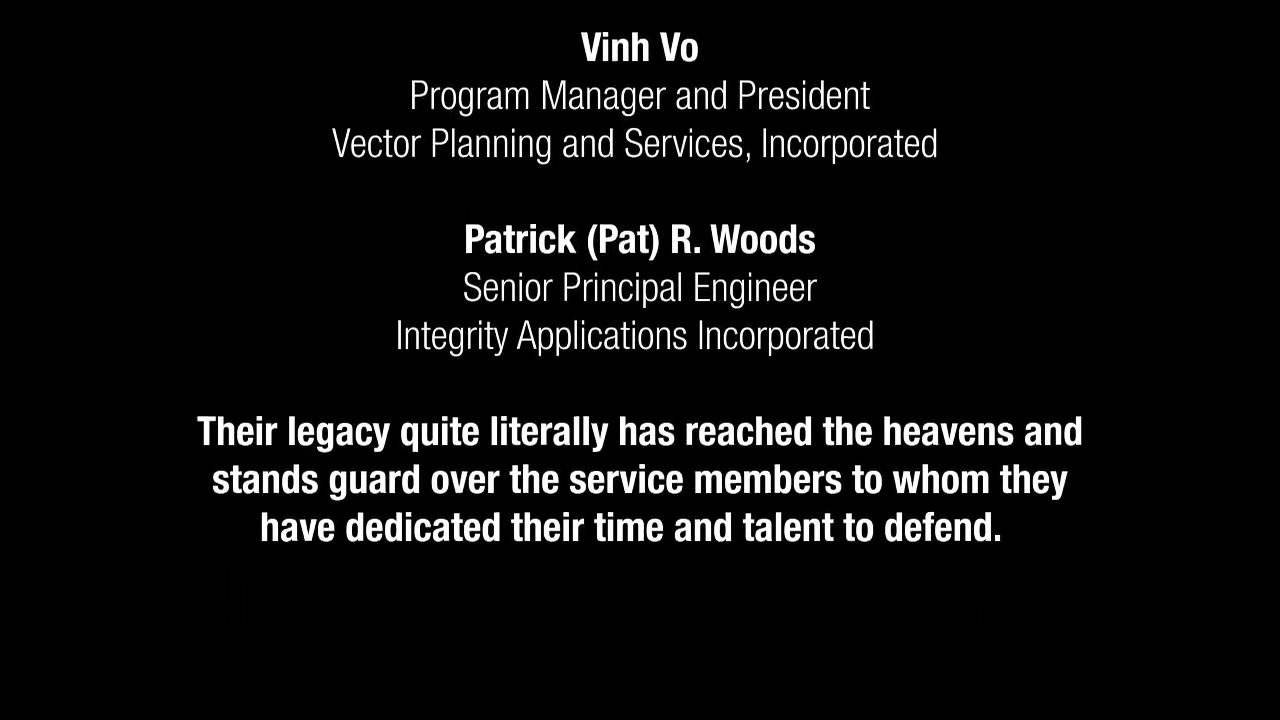 Vinh Vo
Program Manager and President
Vector Planning and Services, Incorporated
Patrick (Pat) R. Woods
Senior Principal Engineer
Integrity Applications Incorporated
Their legacy quite literally has reached the heavens and
stands guard over the service members to whom they
have dedicated their time and talent to defend.